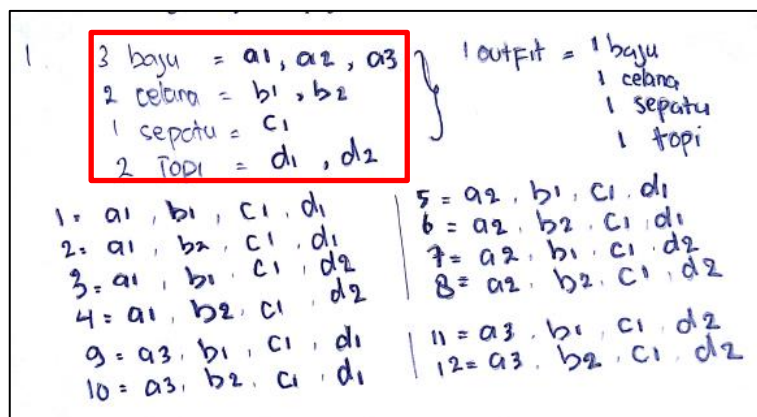 1. 3 baju = a1, a2, a3
2 celana = b1, b2
1 sepatu = c1
2 TOPI = d1, d2
1 outfit = 1 baju
1 celana
1 sepatu
1 topi
1 = a1, b1, c1, d1
2 = a1, b2, c1, d1
3 = a1, b1, c1, d2
4 = a1, b2, c1, d2
5 = a2, b1, c1, d1
6 = a2, b2, c1, d1
7 = a2, b1, c1, d2
8 = a2, b2, c1, d2
9 = a3, b1, c1, d1
10 = a3, b2, c1, d1
11 = a3, b1, c1, d2
12 = a3, b2, c1, d2